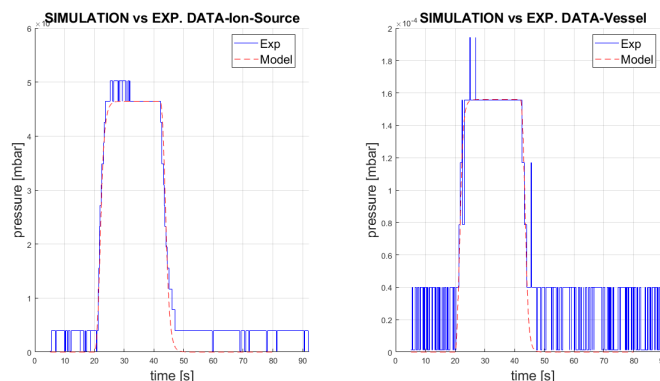 SIMULATION vs EXP. DATA-Ion-Source
6
5
4
3
2
1
0
pressure [mbar]
Exp
Model
0 10 20 30 40 50 60 70 80 90
time [s]
SIMULATION vs EXP. DATA-Vessel
2
1.8
1.6
1.4
1.2
1
0.8
0.6
0.4
0.2
0
×10-4
pressure [mbar]
Exp
Model
0 10 20 30 40 50 60 70 80 90
time [s]